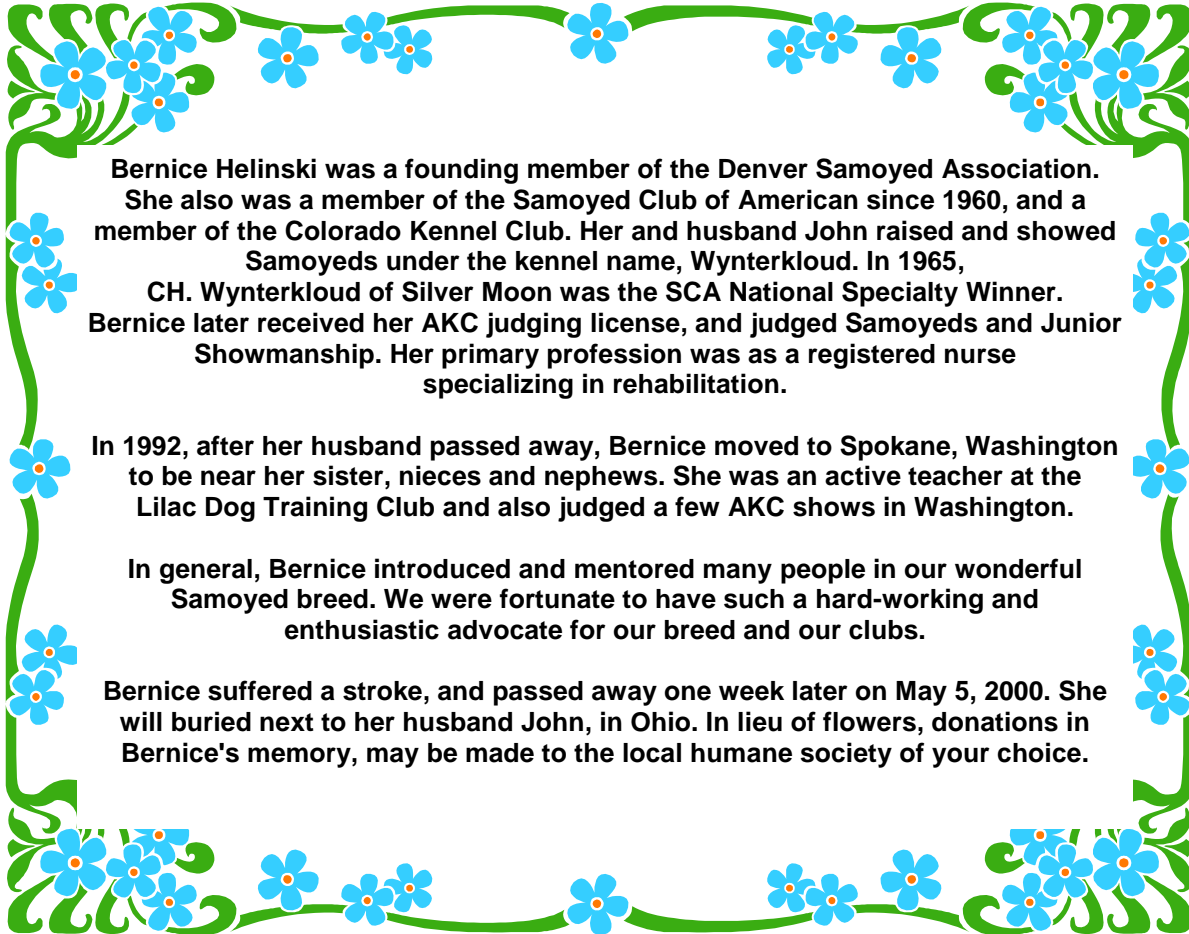 Bernice Helinski was a founding member of the Denver Samoyed Association.
She also was a member of the Samoyed Club of American since 1960, and a
member of the Colorado Kennel Club. Her and husband John raised and showed
Samoyeds under the kennel name, Wynterkloud. In 1965,
CH. Wynterkloud of Silver Moon was the SCA National Specialty Winner.
Bernice later received her AKC judging license, and judged Samoyeds and Junior
Showmanship. Her primary profession was as a registered nurse
specializing in rehabilitation.
In 1992, after her husband passed away, Bernice moved to Spokane, Washington
to be near her sister, nieces and nephews. She was an active teacher at the
Lilac Dog Training Club and also judged a few AKC shows in Washington.
In general, Bernice introduced and mentored many people in our wonderful
Samoyed breed. We were fortunate to have such a hard-working and
enthusiastic advocate for our breed and our clubs.
Bernice suffered a stroke, and passed away one week later on May 5, 2000. She
will buried next to her husband John, in Ohio. In lieu of flowers, donations in
Bernice's memory, may be made to the local humane society of your choice.